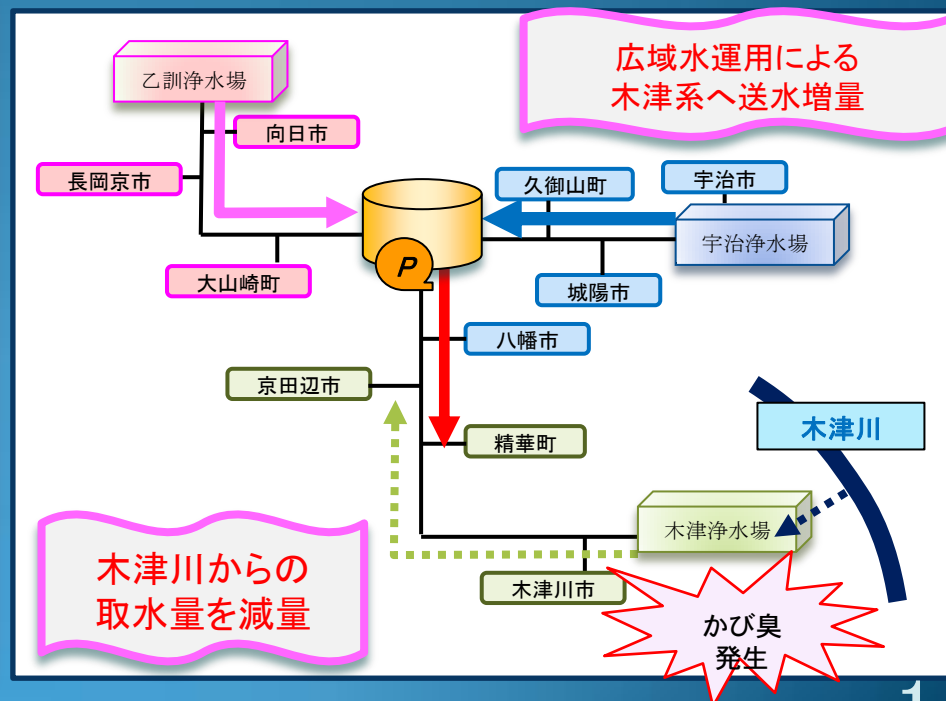 広域水運用による
木津系へ送水増量
乙訓浄水場
向日市
長岡京市
大山崎町
久御山町
宇治市
宇治浄水場
城陽市
P
八幡市
京田辺市
精華町
木津川
木津浄水場
木津川市
木津川からの
取水量を減量
かび臭
発生
1